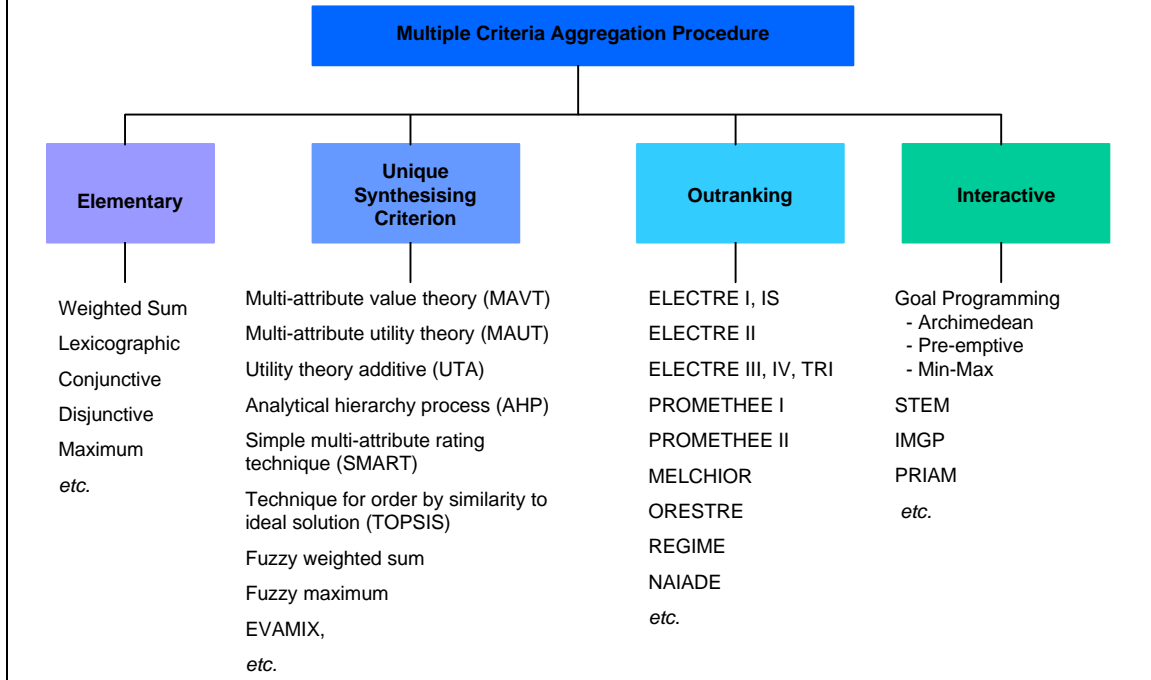 Multiple Criteria Aggregation Procedure
Elementary
Weighted Sum
Lexicographic
Conjunctive
Disjunctive
Maximum
etc.
Unique
Synthesising
Criterion
Multi-attribute value theory (MAVT)
Multi-attribute utility theory (MAUT)
Utility theory additive (UTA)
Analytical hierarchy process (AHP)
Simple multi-attribute rating
technique (SMART)
Technique for order by similarity to
ideal solution (TOPSIS)
Fuzzy weighted sum
Fuzzy maximum
EVAMIX,
etc.
Outranking
ELECTRE I, IS
ELECTRE II
ELECTRE III, IV, TRI
PROMETHEE I
PROMETHEE II
MELCHIOR
ORESTRE
REGIME
NAIADE
etc.
Interactive
Goal Programming
- Archimedean
- Pre-emptive
- Min-Max
STEM
IMGP
PRIAM
etc.